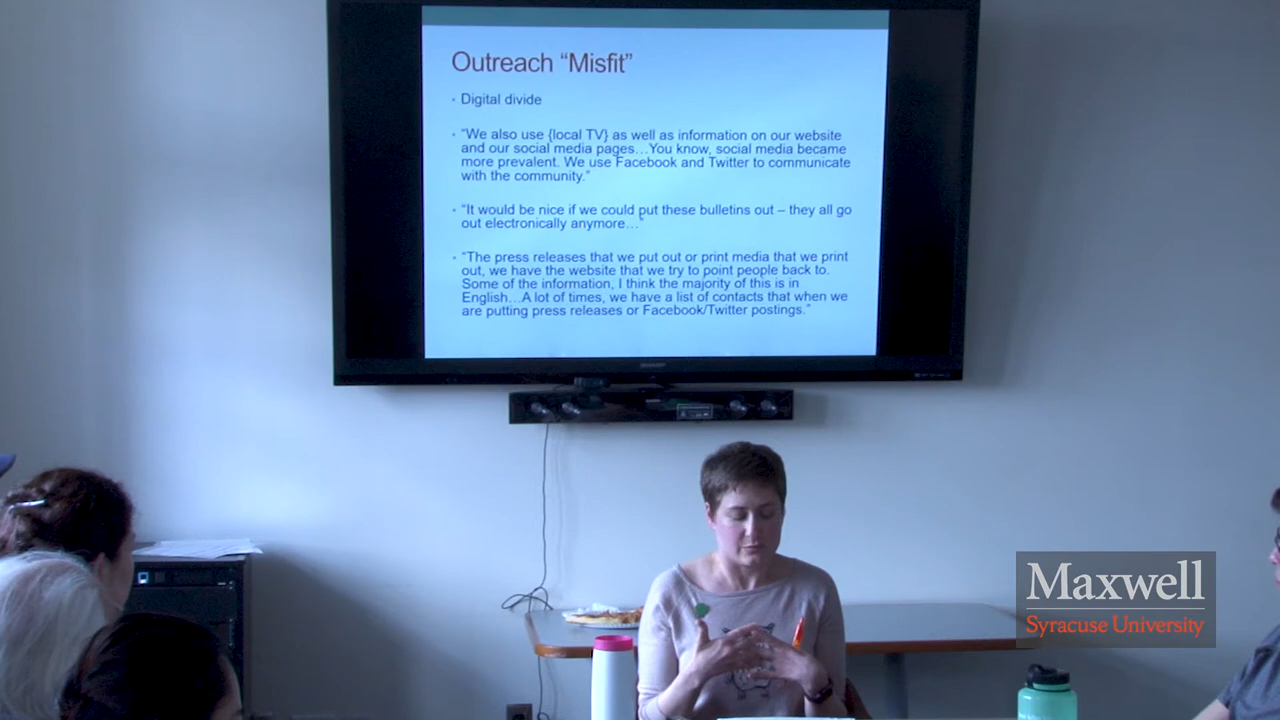 Outreach “Misfit”
• Digital divide
• “We also use {local TV} as well as information on our website
and our social media pages…You know, social media became
more prevalent. We use Facebook and Twitter to communicate
with the community.”
• “It would be nice if we could put these bulletins out – they all go
out electronically anymore…”
• “The press releases that we put out or print media that we print
out, we have the website that we try to point people back to.
Some of the information, I think the majority of this is in
English…A lot of times, we have a list of contacts that when we
are putting press releases or Facebook/Twitter postings.”
SHARP
Maxwell
Syracuse University